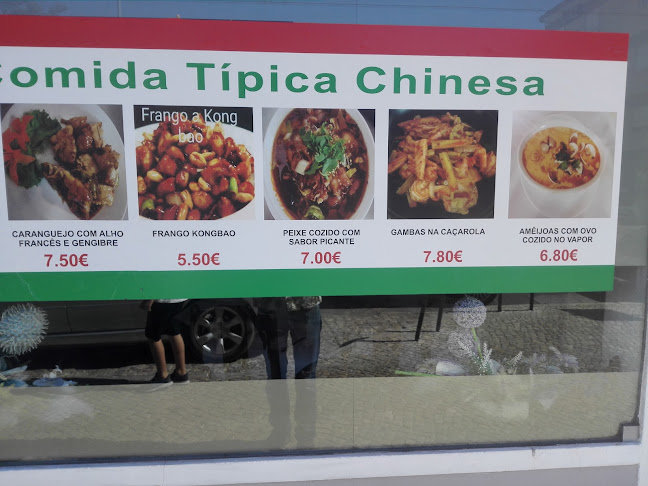 Comida Típica Chinesa
Frango a Kong
bao
CARANGUEJO COM ALHO
FRANCÊS E GENGIBRE
7.50€
FRANGO KONGBAO
5.50€
PEIXE COZIDO COM
SABOR PICANTE
7.00€
GAMBAS NA CAÇAROLA
7.80€
AMÊIJOAS COM OVO
COZIDO NO VAPOR
6.80€